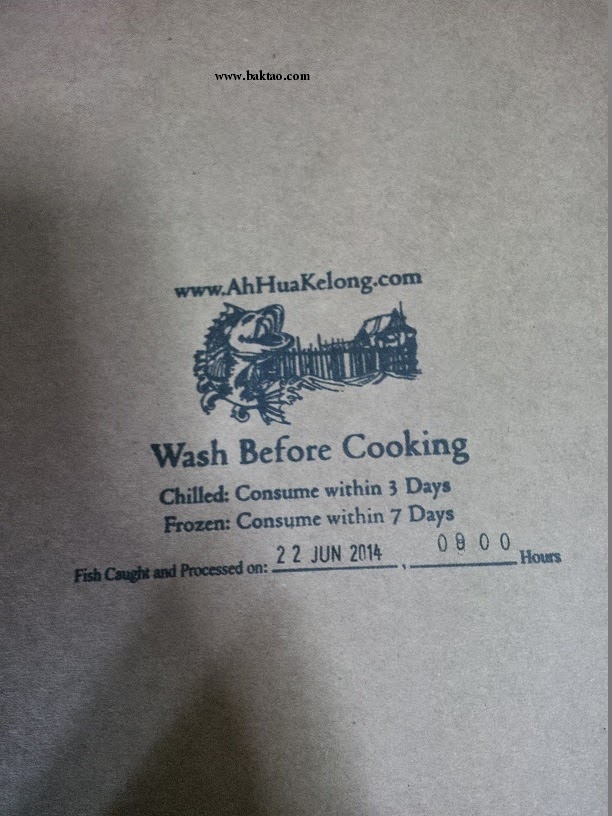 www.baktao.com
www.AhHuaKelong.com
Wash Before Cooking
Chilled: Consume within 3 Days
Frozen: Consume within 7 Days
Fish Caught and Processed on: 22 JUN 2014, 0900 Hours